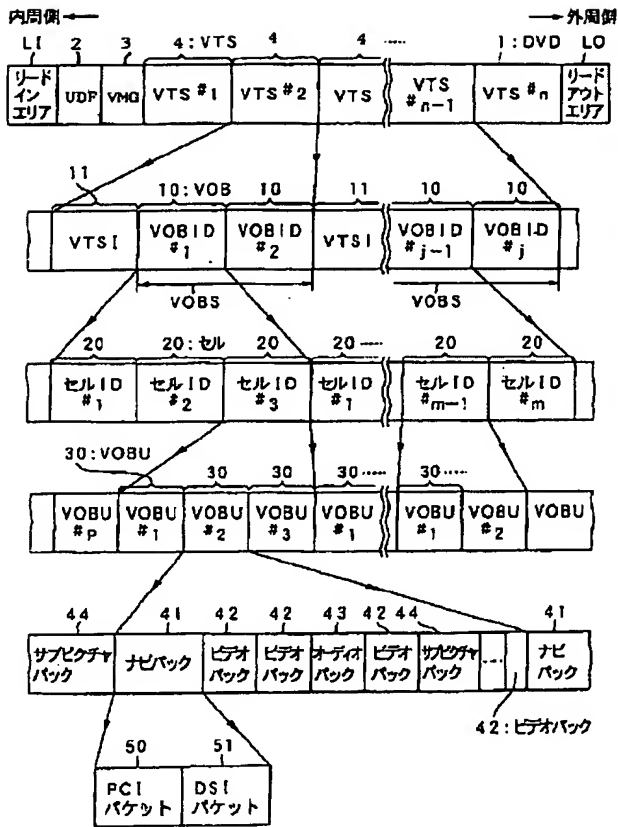 内周側 ← → 外周側
LI 2 3 4:VTS 4 4 ····· 1:DVD LO
リードインエリア UDF VMG VTS #1 VTS #2 VTS VTS #n-1 VTS #n リードアウトエリア
11 10:VOB 10 11 10 10
VTSI VOBID #1 VOBID #2 VTSI VOBID #j-1 VOBID #j
VOBS VOBS
20 20:セル 20 20 ····· 20 20
セルID #1 セルID #2 セルID #3 セルID #1 セルID #m-1 セルID #m
30:VOBU 30 30 30 ····· 30 ·····
VOBU #p VOBU #1 VOBU #2 VOBU #3 VOBU #1 VOBU #1 VOBU #2 VOBU
44 41 42 42 43 42 44 41
サブピクチャパック ナビパック ビデオパック ビデオパック オーディオパック ビデオパック サブピクチャパック ···· ナビパック
42:ビデオパック
50 51
PCIパケット DSIパケット